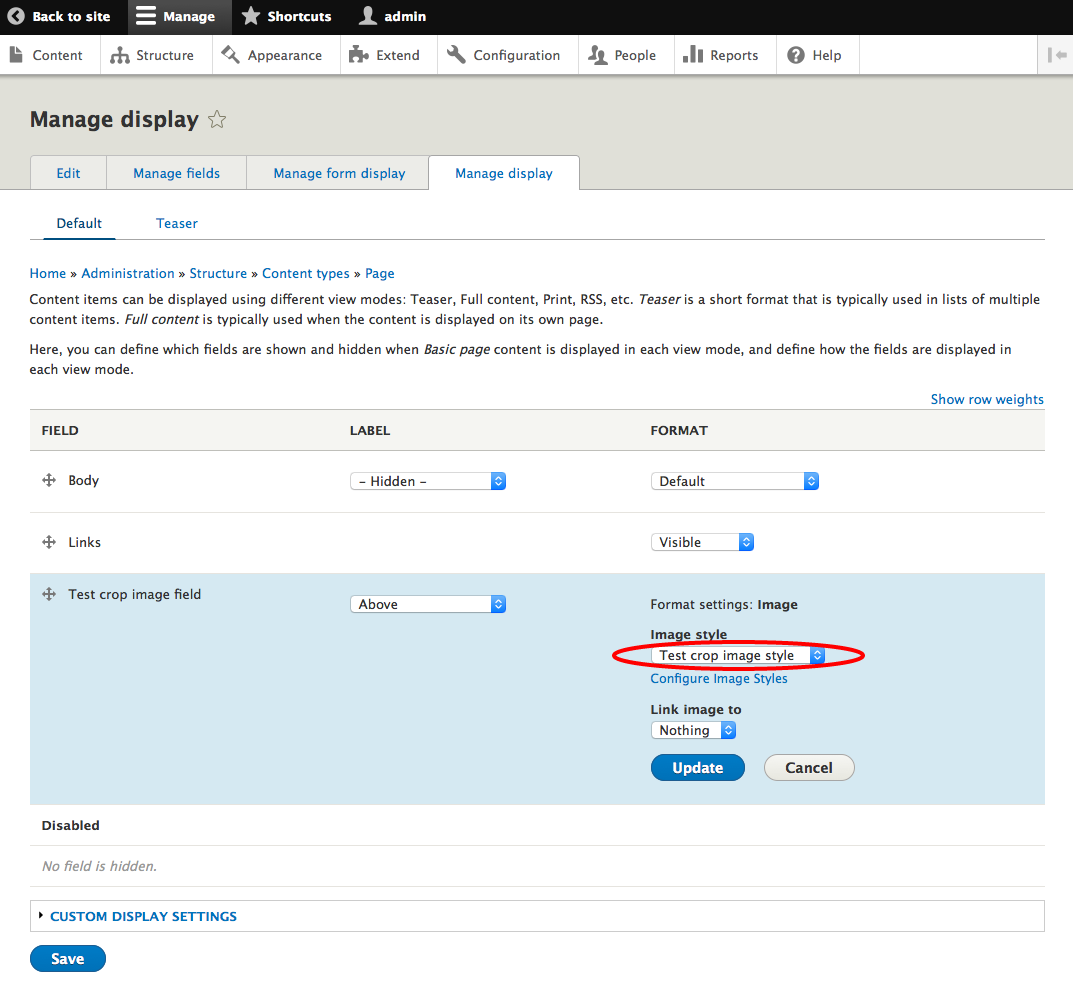 Back to site Manage Shortcuts admin
Content Structure Appearance Extend Configuration People Reports Help
Manage display
Edit Manage fields Manage form display Manage display
Default Teaser
Home » Administration » Structure » Content types » Page
Content items can be displayed using different view modes: Teaser, Full content, Print, RSS, etc. Teaser is a short format that is typically used in lists of multiple
content items. Full content is typically used when the content is displayed on its own page.
Here, you can define which fields are shown and hidden when Basic page content is displayed in each view mode, and define how the fields are displayed in
each view mode.
Show row weights
FIELD LABEL FORMAT
Body – Hidden – Default
Links Visible
Test crop image field Above
Format settings: Image
Image style
Test crop image style
Configure Image Styles
Link image to
Nothing
Update Cancel
Disabled
No field is hidden.
CUSTOM DISPLAY SETTINGS
Save